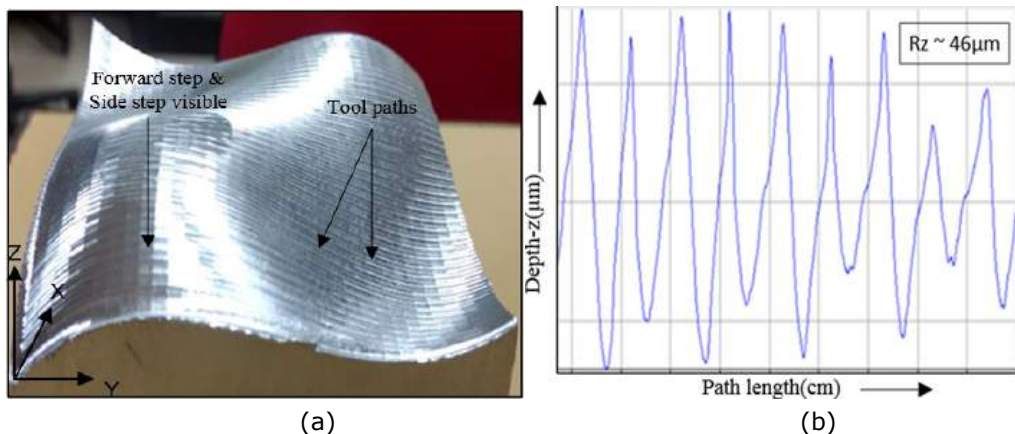 Forward step &
Side step visible
Tool paths
Z
X
Y
(a)
Rz ~ 46μm
Depth-z(μm)
Path length(cm)
(b)